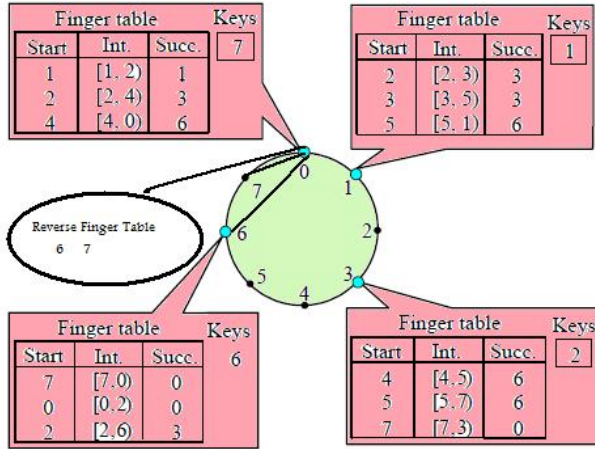 Finger table Keys
Start Int. Succ. 7
1 [1, 2) 1
2 [2, 4) 3
4 [4, 0) 6
Finger table Keys
Start Int. Succ. 1
2 [2, 3) 3
3 [3, 5) 3
5 [5, 1) 6
0
7 1
Reverse Finger Table
6 7
6 2
5 3
4
Finger table Keys
Start Int. Succ. 6
7 [7,0) 0
0 [0,2) 0
2 [2,6) 3
Finger table Keys
Start Int. Succ. 2
4 [4,5) 6
5 [5,7) 6
7 [7,3) 0